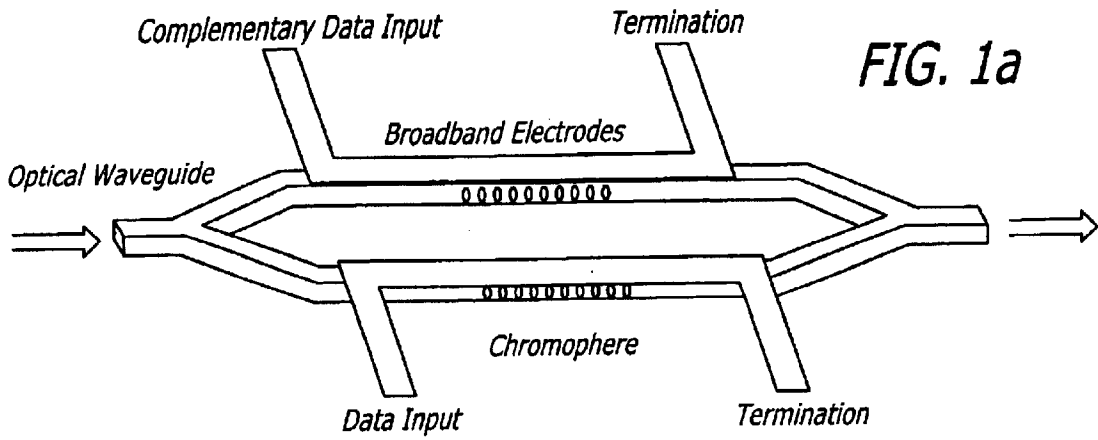 Complementary Data Input
Termination
FIG. 1a
Broadband Electrodes
Optical Waveguide
Chromophere
Data Input
Termination